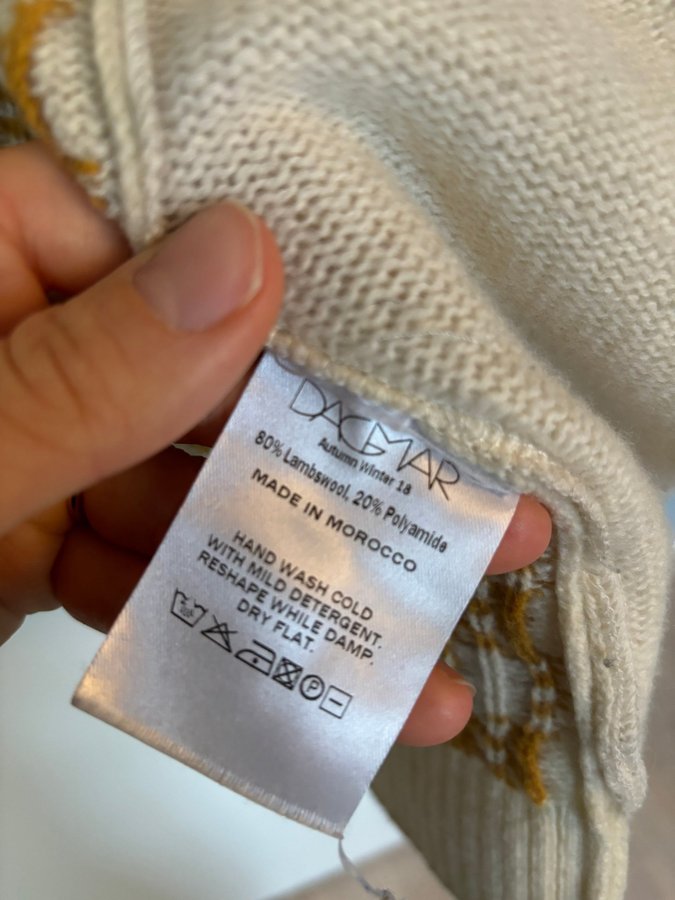 DAGMAR
Autumn Winter 18
80% Lambswool, 20% Polyamide
MADE IN MOROCCO
HAND WASH COLD
WITH MILD DETERGENT.
RESHAPE WHILE DAMP.
DRY FLAT.
P